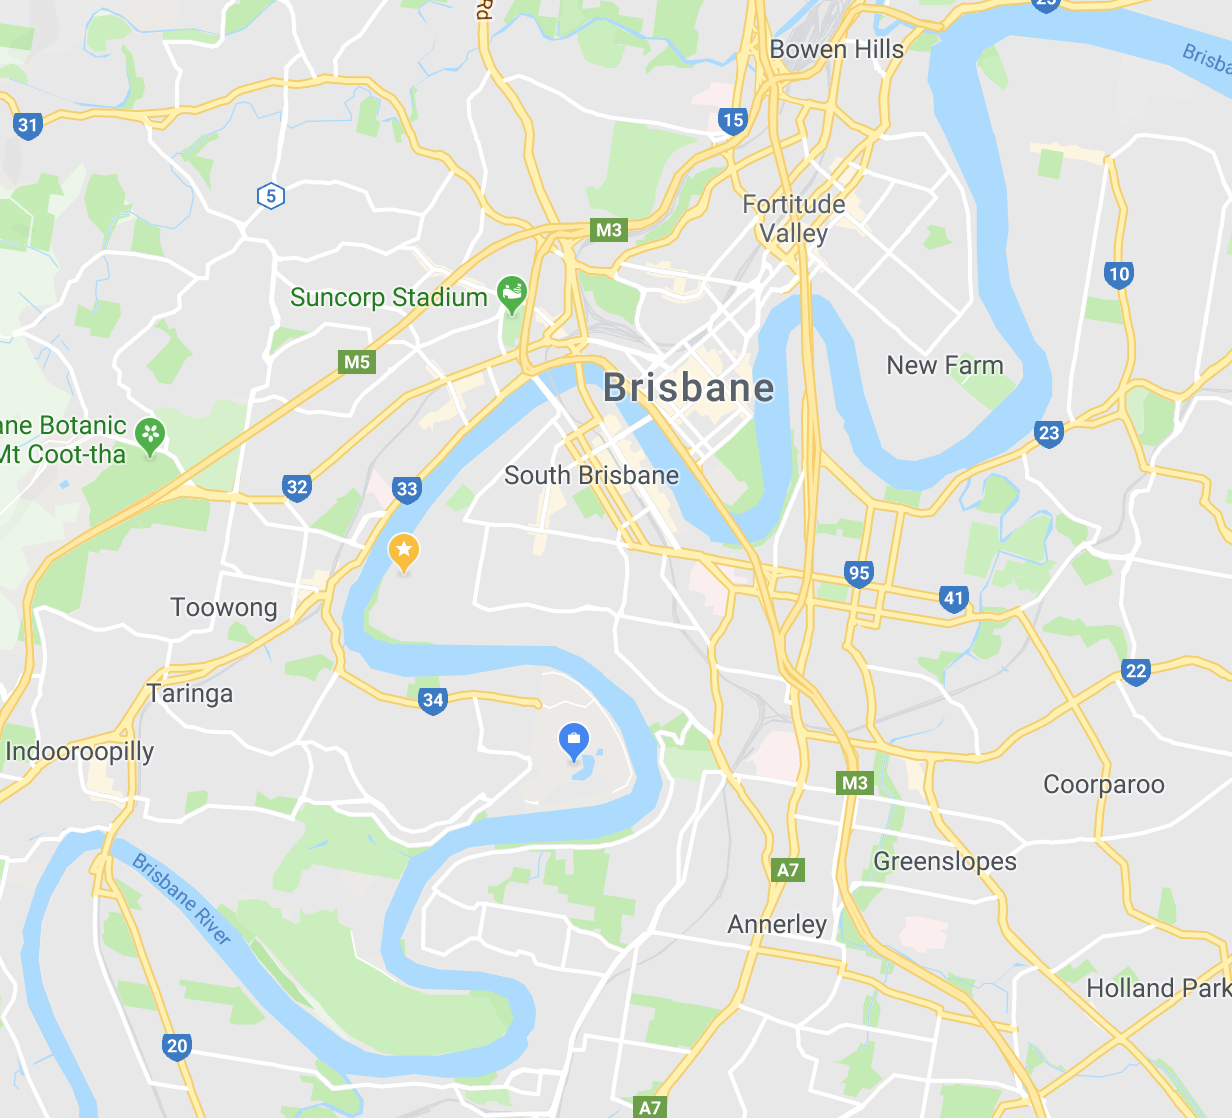 Rd
23
Bowen Hills
Brisba
31
15
5
Fortitude
Valley
M3
10
Suncorp Stadium
M5
New Farm
Brisbane
ane Botanic
Mt Coot-tha
23
South Brisbane
32
33
95
41
Toowong
22
Taringa
34
Indooroopilly
M3
Coorparoo
Greenslopes
A7
Brisbane River
Annerley
Holland Park
20
A7